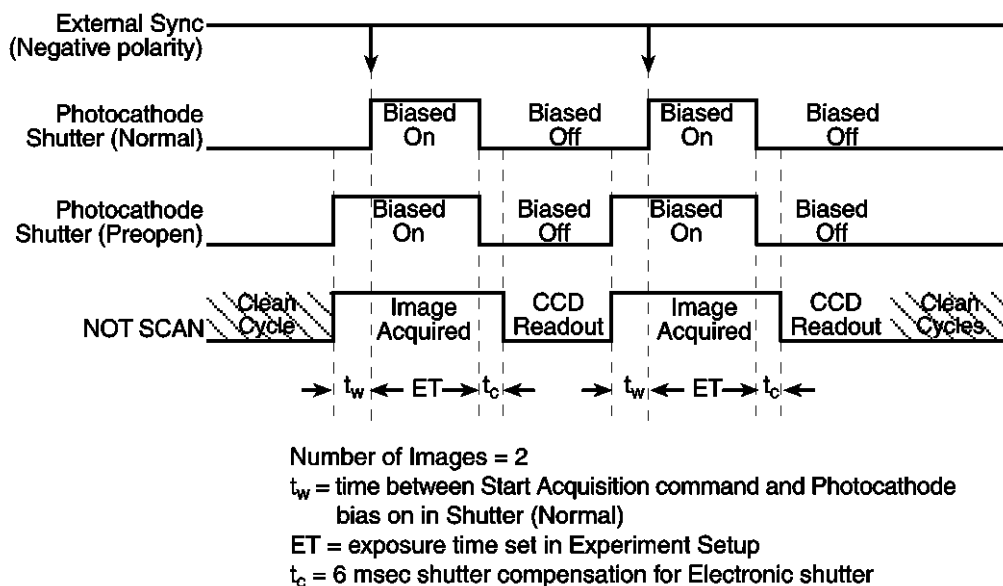 External Sync
(Negative polarity)
Photocathode
Shutter (Normal)
Biased
On
Biased
Off
Biased
On
Biased
Off
Photocathode
Shutter (Preopen)
Biased
On
Biased
Off
Biased
On
Biased
Off
NOT SCAN
Clean
Cycle
Image
Acquired
CCD
Readout
Image
Acquired
CCD
Readout
Clean
Cycles
tw ET tc tw ET tc
Number of Images = 2
tw = time between Start Acquisition command and Photocathode
bias on in Shutter (Normal)
ET = exposure time set in Experiment Setup
tc = 6 msec shutter compensation for Electronic shutter